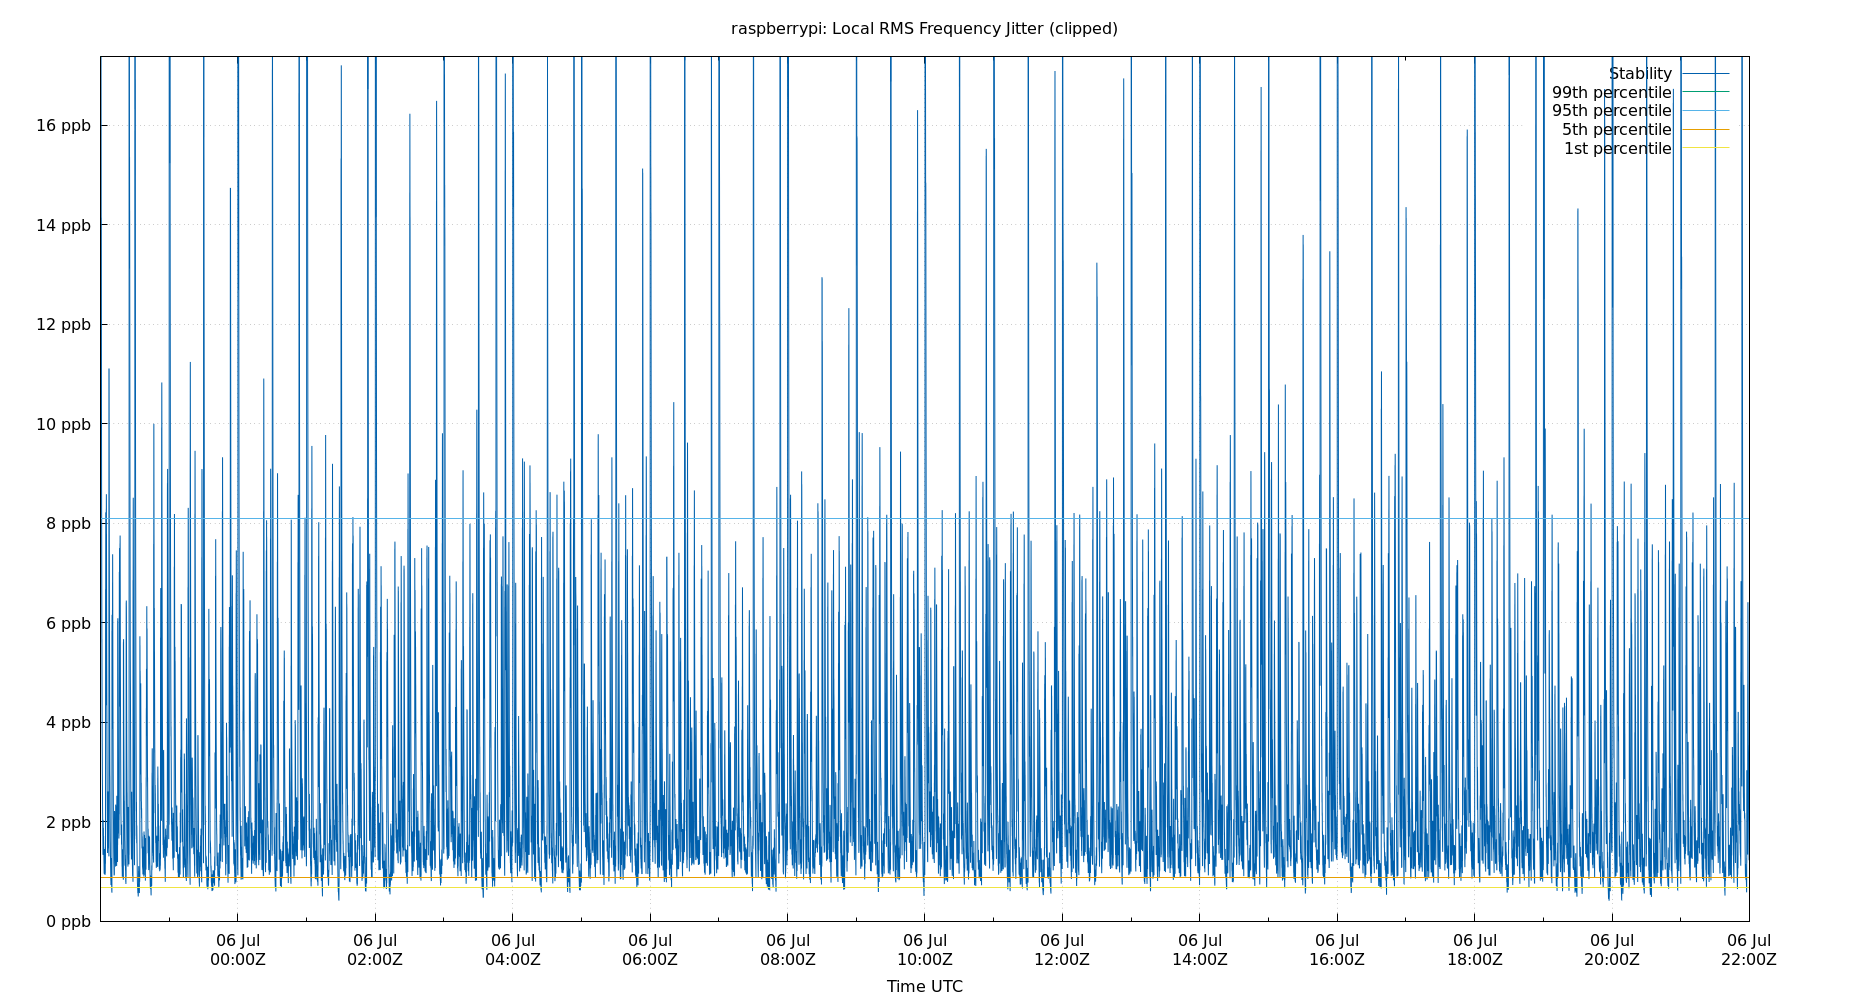 raspberrypi: Local RMS Frequency Jitter (clipped)
Stability
99th percentile
95th percentile
5th percentile
1st percentile
16 ppb
14 ppb
12 ppb
10 ppb
8 ppb
6 ppb
4 ppb
2 ppb
0 ppb
06 Jul 06 Jul 06 Jul 06 Jul 06 Jul 06 Jul 06 Jul 06 Jul 06 Jul 06 Jul 06 Jul 06 Jul
00:00Z 02:00Z 04:00Z 06:00Z 08:00Z 10:00Z 12:00Z 14:00Z 16:00Z 18:00Z 20:00Z 22:00Z
Time UTC